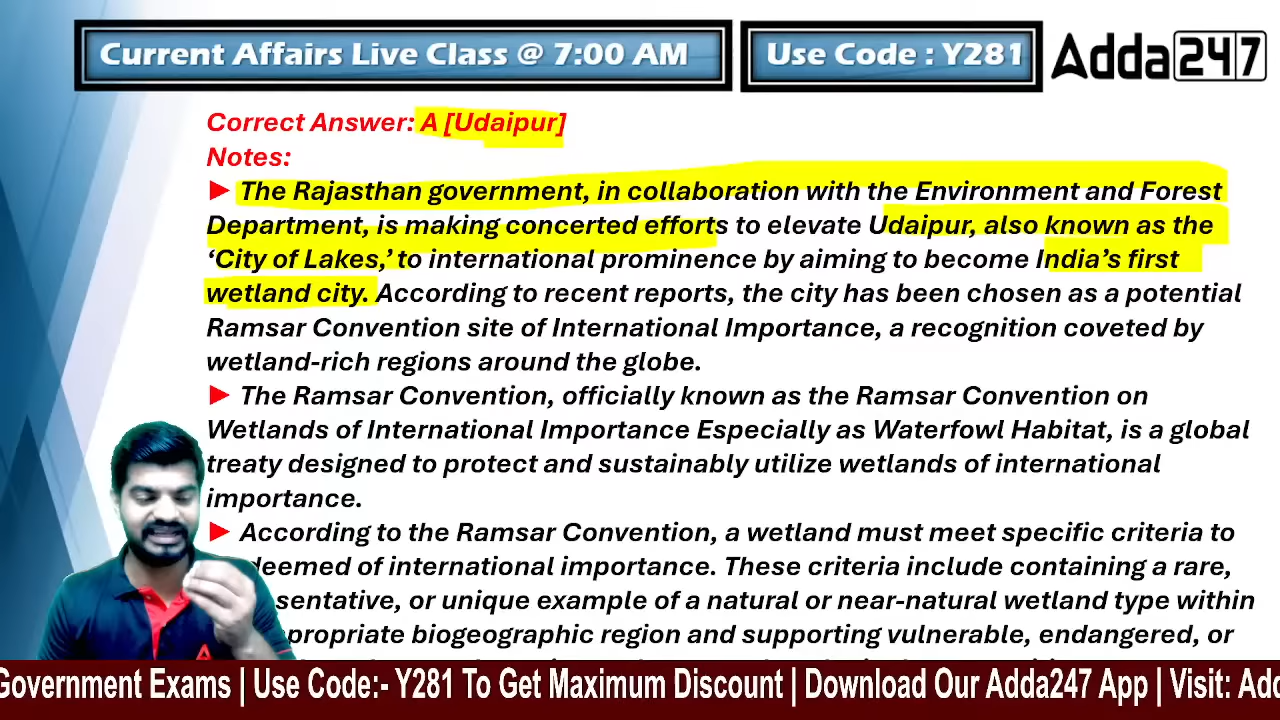 Current Affairs Live Class @ 7:00 AM
Use Code : Y281
Adda247
Correct Answer: A [Udaipur]
Notes:
► The Rajasthan government, in collaboration with the Environment and Forest
Department, is making concerted efforts to elevate Udaipur, also known as the
‘City of Lakes,’ to international prominence by aiming to become India’s first
wetland city. According to recent reports, the city has been chosen as a potential
Ramsar Convention site of International Importance, a recognition coveted by
wetland-rich regions around the globe.
► The Ramsar Convention, officially known as the Ramsar Convention on
Wetlands of International Importance Especially as Waterfowl Habitat, is a global
treaty designed to protect and sustainably utilize wetlands of international
importance.
► According to the Ramsar Convention, a wetland must meet specific criteria to
deemed of international importance. These criteria include containing a rare,
sentative, or unique example of a natural or near-natural wetland type within
propriate biogeographic region and supporting vulnerable, endangered, or
Government Exams | Use Code:- Y281 To Get Maximum Discount | Download Our Adda247 App | Visit: Add